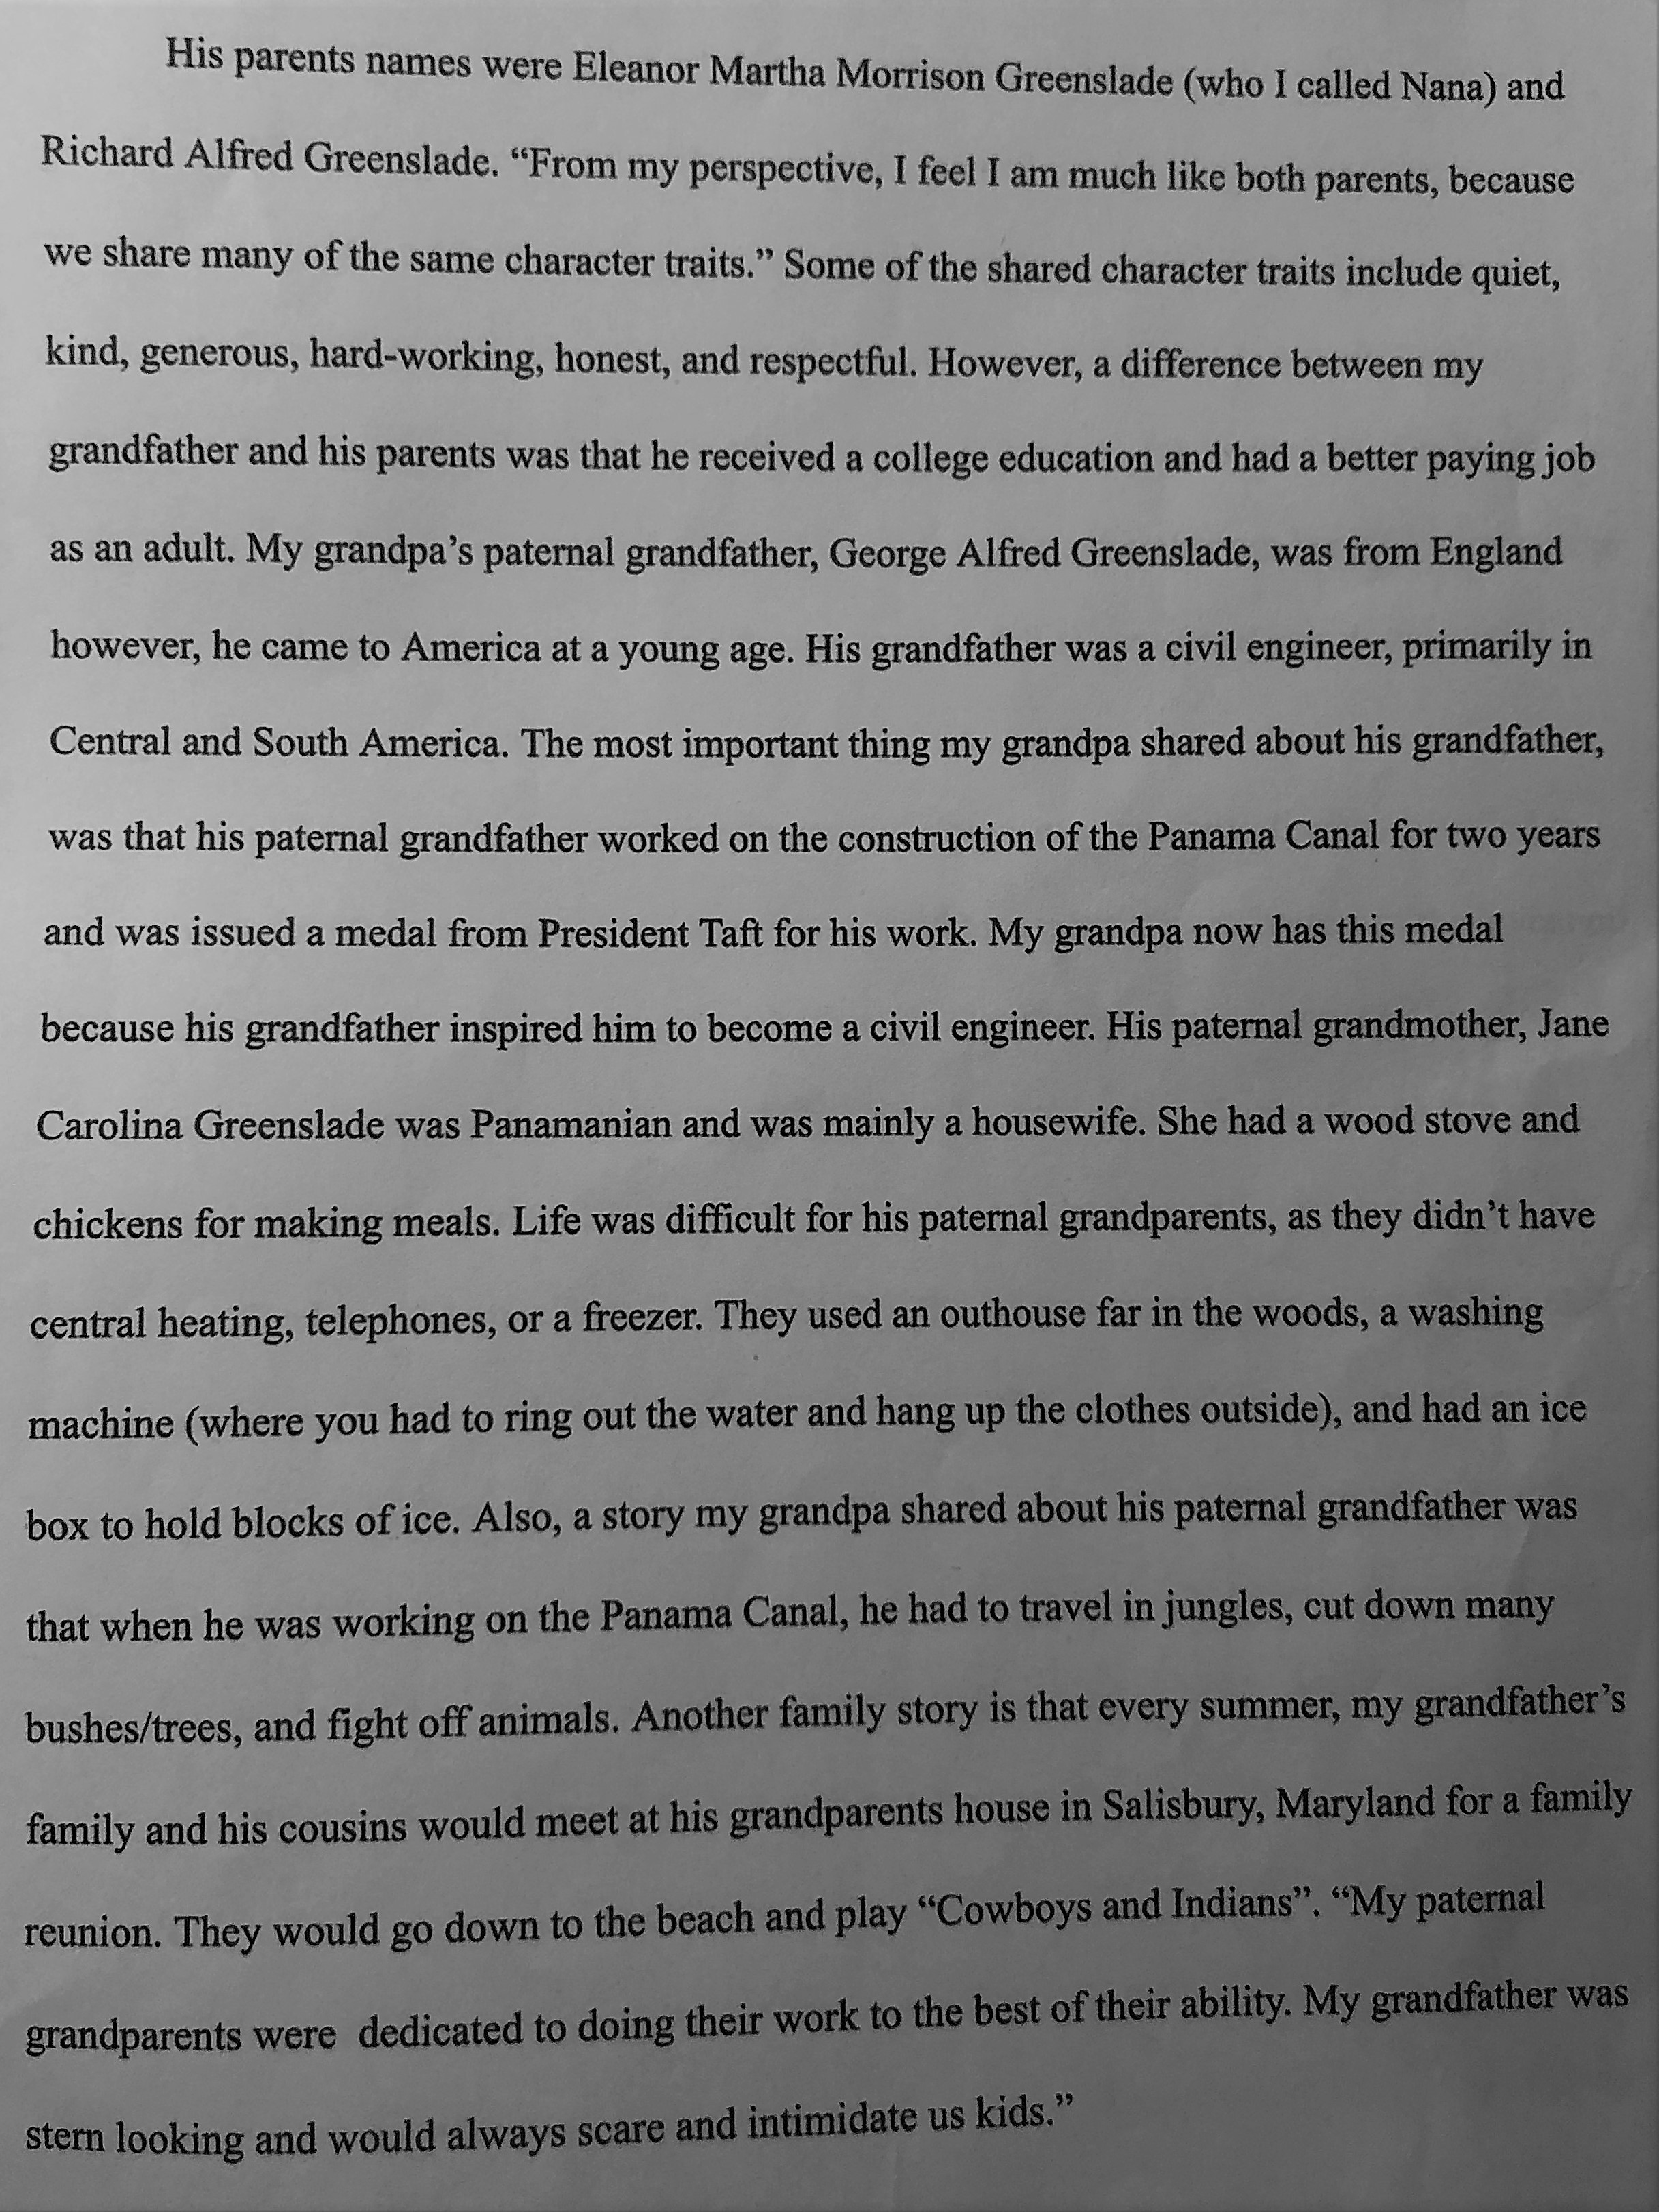 His parents names were Eleanor Martha Morrison Greenslade (who I called Nana) and
Richard Alfred Greenslade. “From my perspective, I feel I am much like both parents, because
we share many of the same character traits.” Some of the shared character traits include quiet,
kind, generous, hard-working, honest, and respectful. However, a difference between my
grandfather and his parents was that he received a college education and had a better paying job
as an adult. My grandpa’s paternal grandfather, George Alfred Greenslade, was from England
however, he came to America at a young age. His grandfather was a civil engineer, primarily in
Central and South America. The most important thing my grandpa shared about his grandfather,
was that his paternal grandfather worked on the construction of the Panama Canal for two years
and was issued a medal from President Taft for his work. My grandpa now has this medal
because his grandfather inspired him to become a civil engineer. His paternal grandmother, Jane
Carolina Greenslade was Panamanian and was mainly a housewife. She had a wood stove and
chickens for making meals. Life was difficult for his paternal grandparents, as they didn’t have
central heating, telephones, or a freezer. They used an outhouse far in the woods, a washing
machine (where you had to ring out the water and hang up the clothes outside), and had an ice
box to hold blocks of ice. Also, a story my grandpa shared about his paternal grandfather was
that when he was working on the Panama Canal, he had to travel in jungles, cut down many
bushes/trees, and fight off animals. Another family story is that every summer, my grandfather’s
family and his cousins would meet at his grandparents house in Salisbury, Maryland for a family
reunion. They would go down to the beach and play “Cowboys and Indians”. “My paternal
grandparents were  dedicated to doing their work to the best of their ability. My grandfather was
stern looking and would always scare and intimidate us kids.”